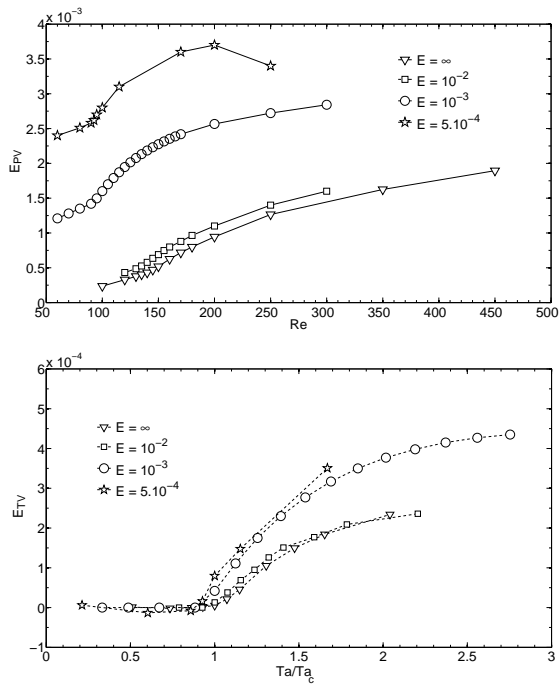 x 10⁻³
4
3.5
3
2.5
2
1.5
1
0.5
0
E_PV
E = ∞
E = 10⁻²
E = 10⁻³
E = 5.10⁻⁴
50 100 150 200 250 300 350 400 450 500
Re
x 10⁻⁴
6
5
4
3
2
1
0
−1
E_TV
E = ∞
E = 10⁻²
E = 10⁻³
E = 5.10⁻⁴
0 0.5 1 1.5 2 2.5 3
Ta/Ta_c